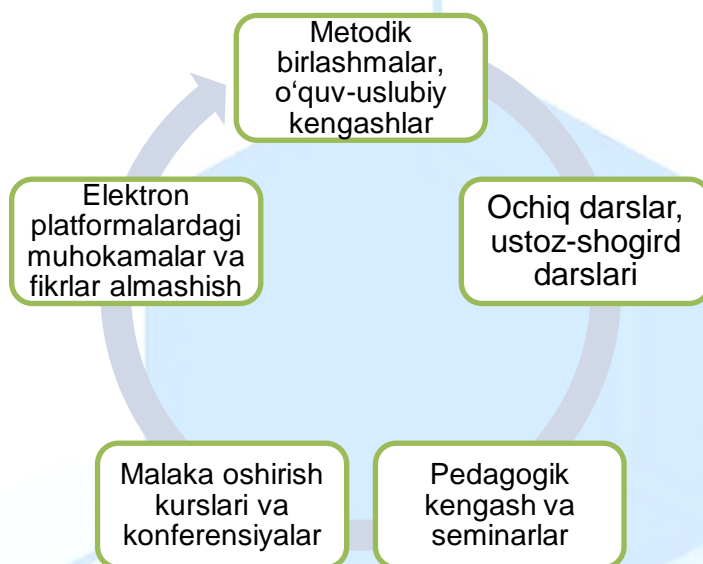 Metodik
birlashmalar,
o‘quv-uslubiy
kengashlar
Ochiq darslar,
ustoz-shogird
darslari
Pedagogik
kengash va
seminarlar
Malaka oshirish
kurslari va
konferensiyalar
Elektron
platformalardagi
muhokamalar va
fikrlar almashish